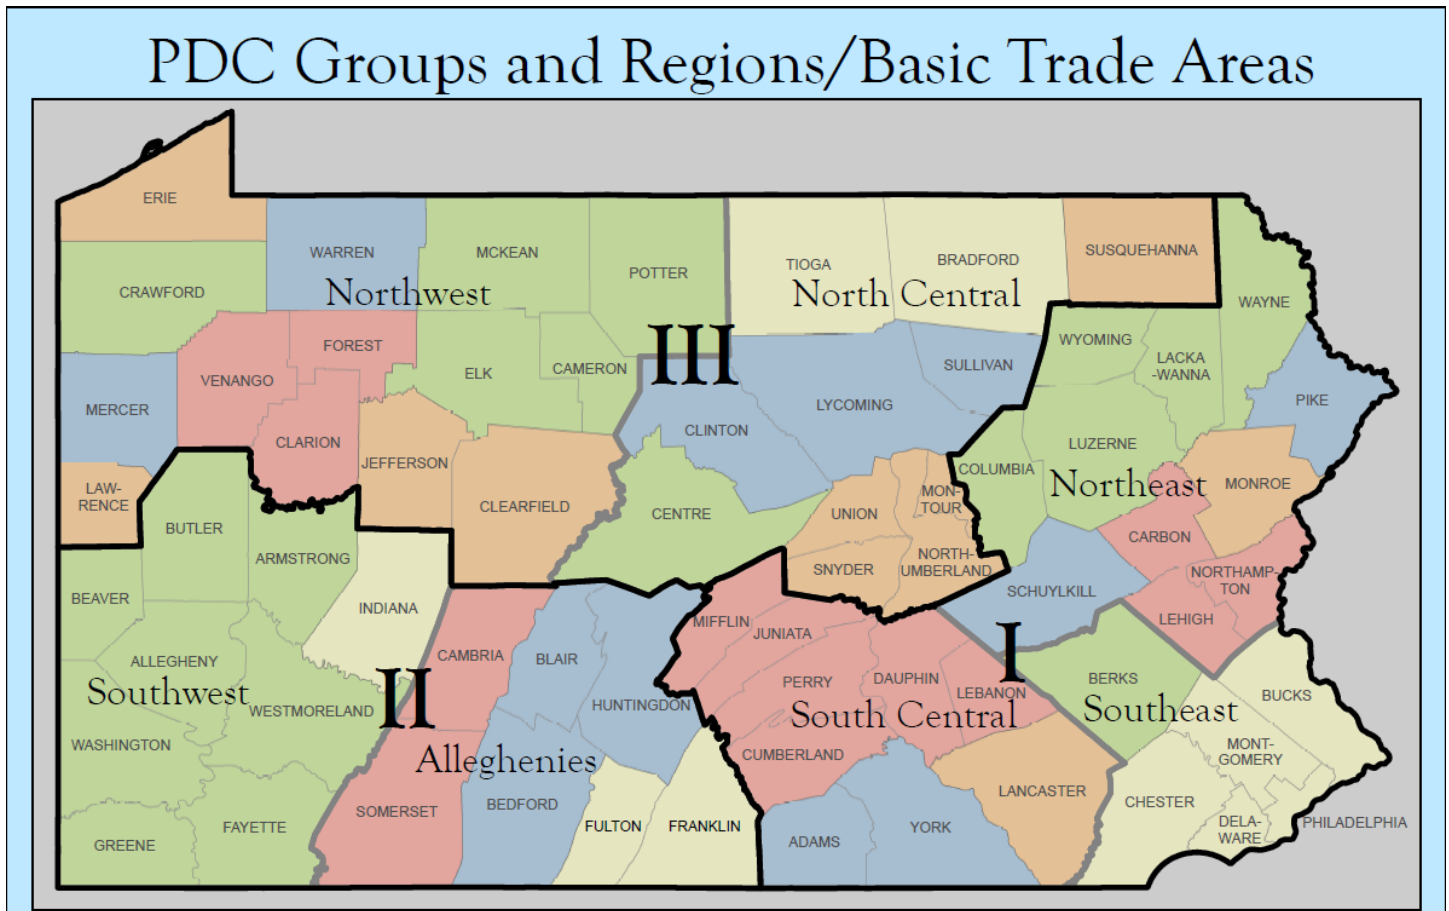 PDC Groups and Regions/Basic Trade Areas
ERIE
WARREN
MCKEAN
POTTER
TIOGA
BRADFORD
SUSQUEHANNA
CRAWFORD
Northwest
North Central
WAYNE
FOREST
III
WYOMING
VENANGO
ELK
CAMERON
SULLIVAN
LACKA
-WANNA
MERCER
LYCOMING
PIKE
CLARION
CLINTON
LUZERNE
JEFFERSON
COLUMBIA
Northeast
MONROE
LAW-
RENCE
CLEARFIELD
CENTRE
UNION
MON-
TOUR
BUTLER
CARBON
ARMSTRONG
SNYDER
NORTH-
UMBERLAND
NORTHAMP-
TON
BEAVER
INDIANA
SCHUYLKILL
LEHIGH
MIFFLIN
JUNIATA
I
ALLEGHENY
CAMBRIA
BLAIR
Southwest
II
WESTMORELAND
HUNTINGDON
PERRY
DAUPHIN
LEBANON
BERKS
BUCKS
South Central
Southeast
WASHINGTON
Alleghenies
CUMBERLAND
MONT-
GOMERY
SOMERSET
BEDFORD
LANCASTER
CHESTER
GREENE
FAYETTE
FULTON
FRANKLIN
ADAMS
YORK
DELA-
WARE
PHILADELPHIA